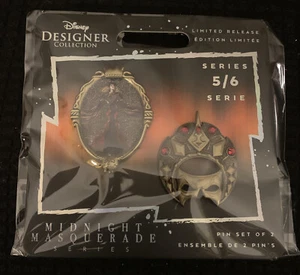 Disney
DESIGNER
COLLECTION
LIMITED RELEASE
ÉDITION LIMITÉE
SERIES
5/6
SERIE
MIDNIGHT
MASQUERADE
SERIES
PIN SET OF 2
ENSEMBLE DE 2 PIN'S